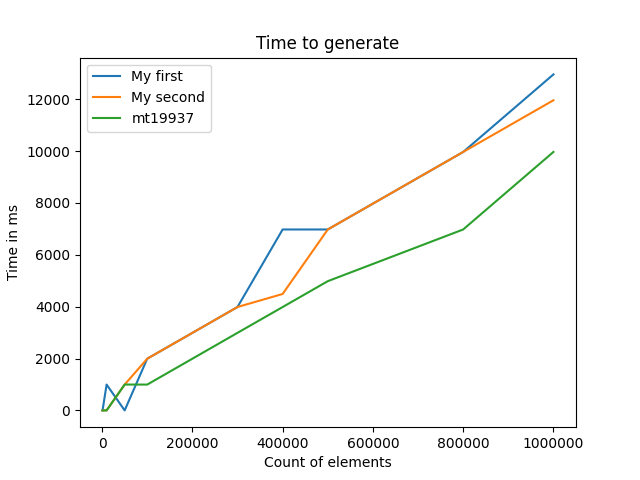 Time to generate
My first
My second
mt19937
Time in ms
12000
10000
8000
6000
4000
2000
0
0 200000 400000 600000 800000 1000000
Count of elements